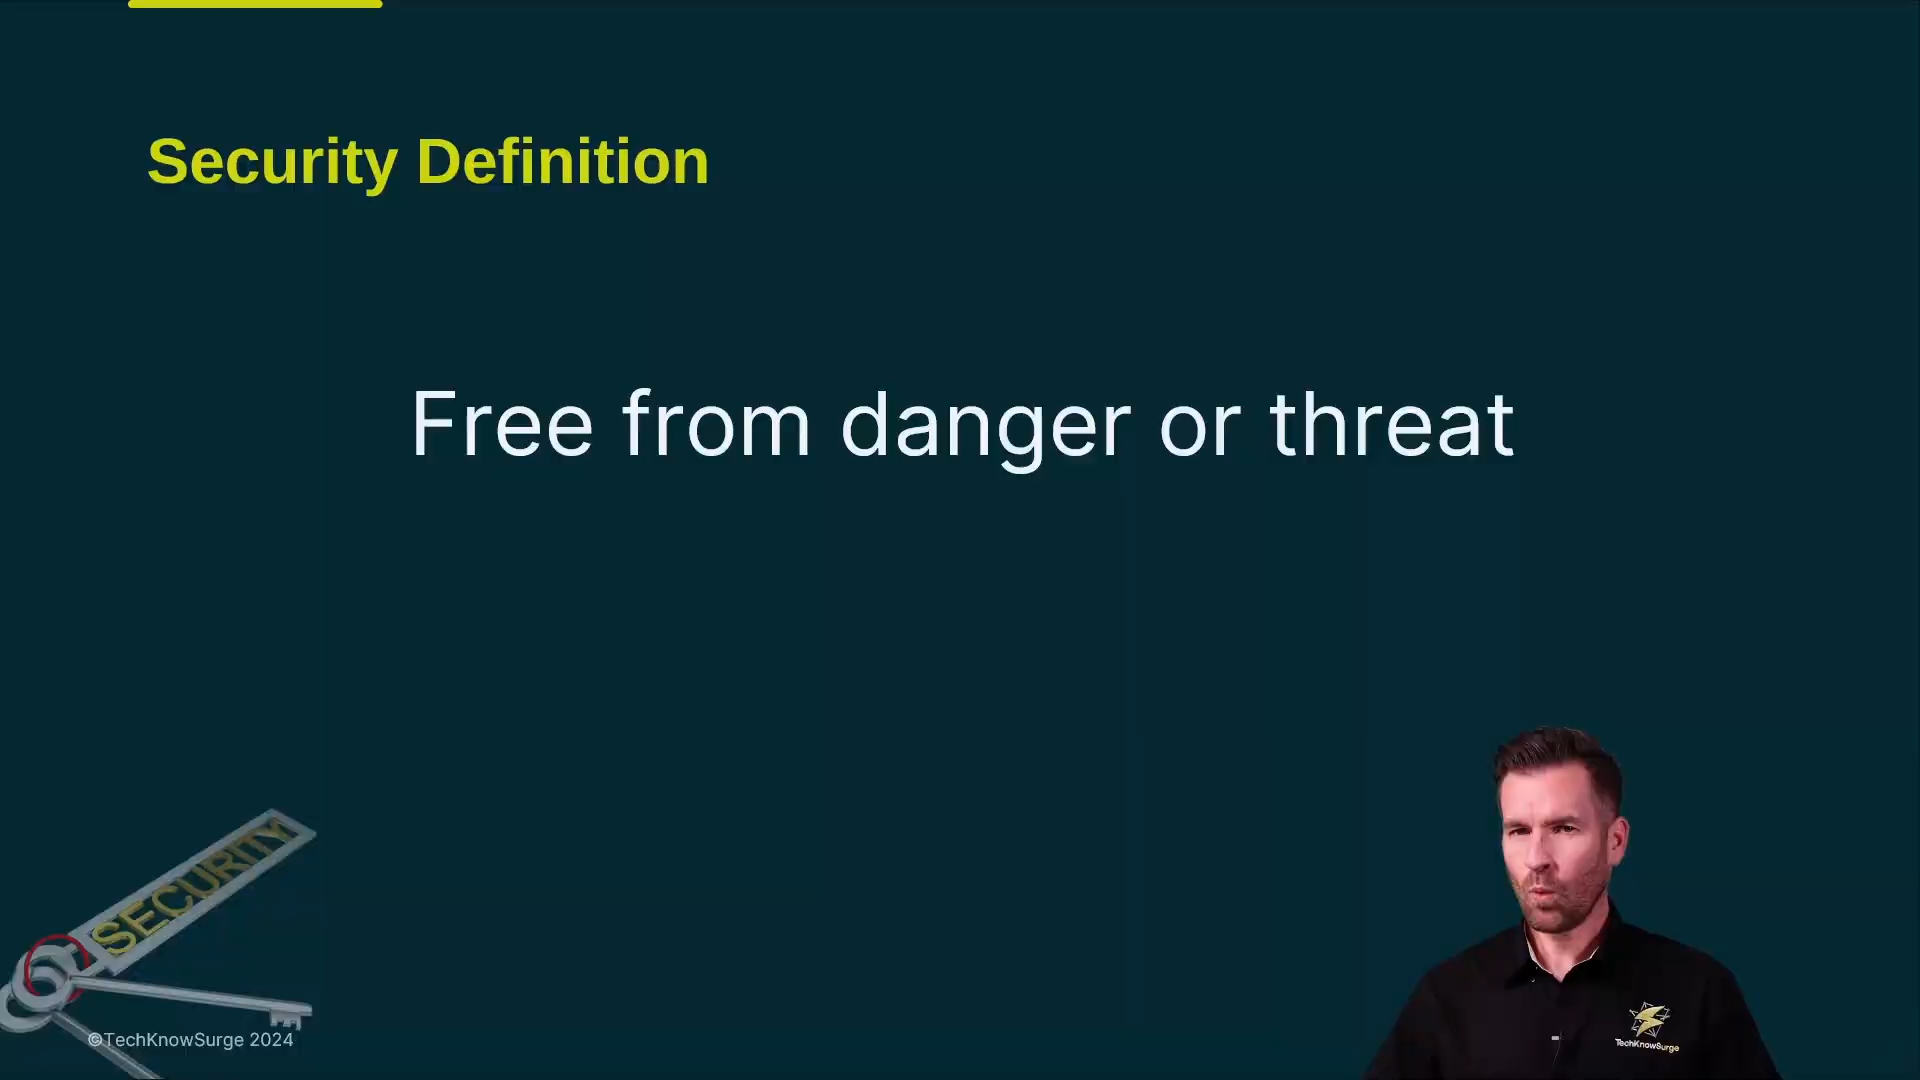 Security Definition
Free from danger or threat
SECURITY
©TechKnowSurge 2024
TechKnowSurge